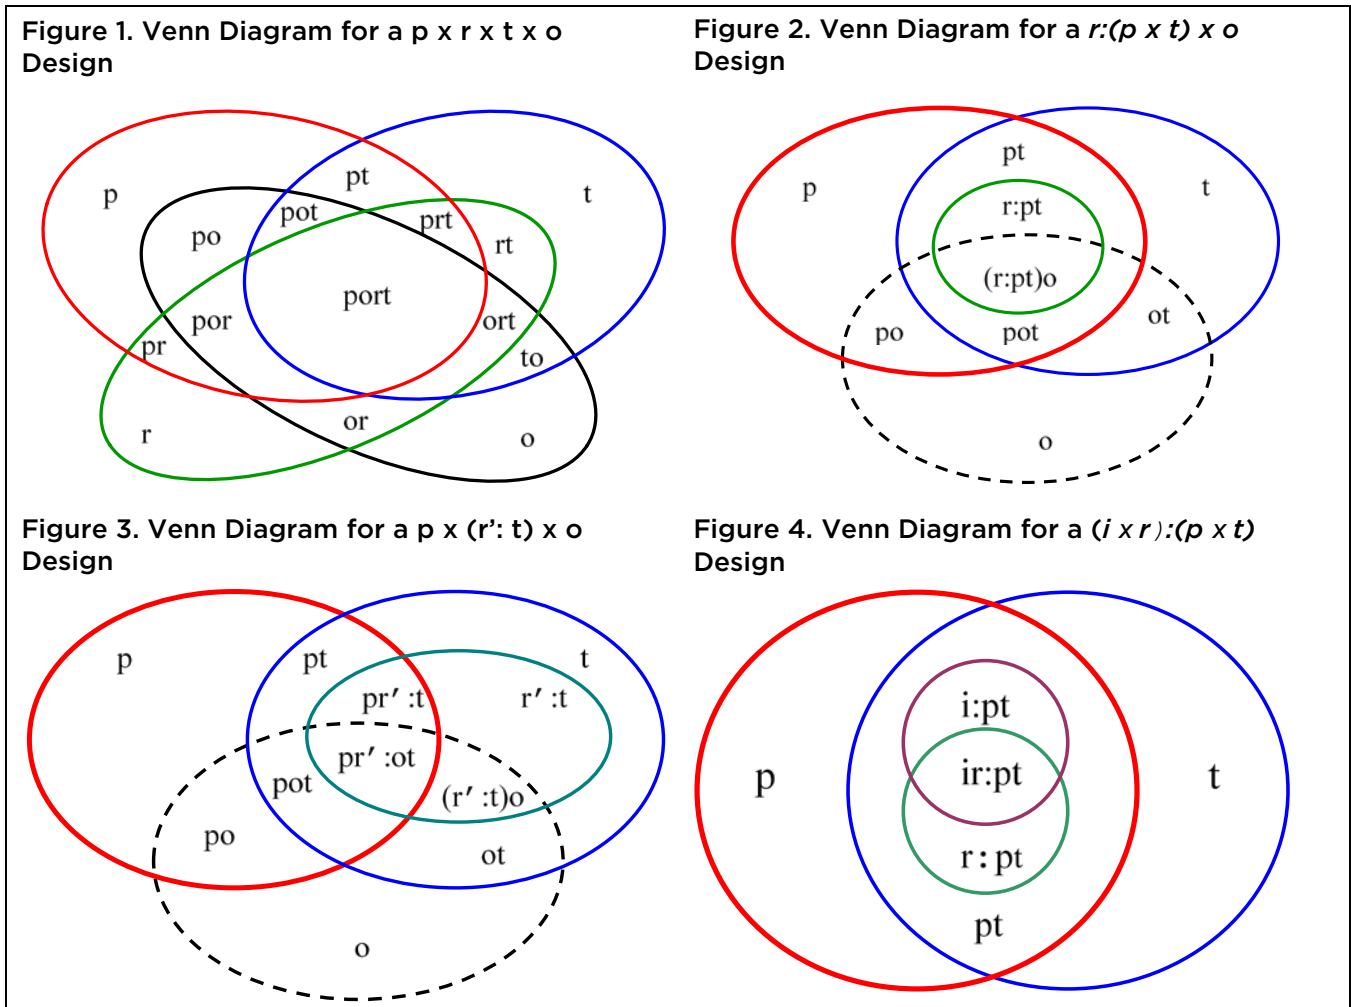 Figure 1. Venn Diagram for a p x r x t x o
Design
p
pt
t
pot
prt
po
rt
port
por
ort
pr
to
r
or
o
Figure 2. Venn Diagram for a r:(p x t) x o
Design
pt
p
t
r:pt
(r:pt)o
po
pot
ot
o
Figure 3. Venn Diagram for a p x (r’: t) x o
Design
p
pt
t
pr′ :t
r′ :t
pr′ :ot
pot
(r′ :t)o
po
ot
o
Figure 4. Venn Diagram for a (i x r):(p x t)
Design
i:pt
p
ir:pt
t
r:pt
pt